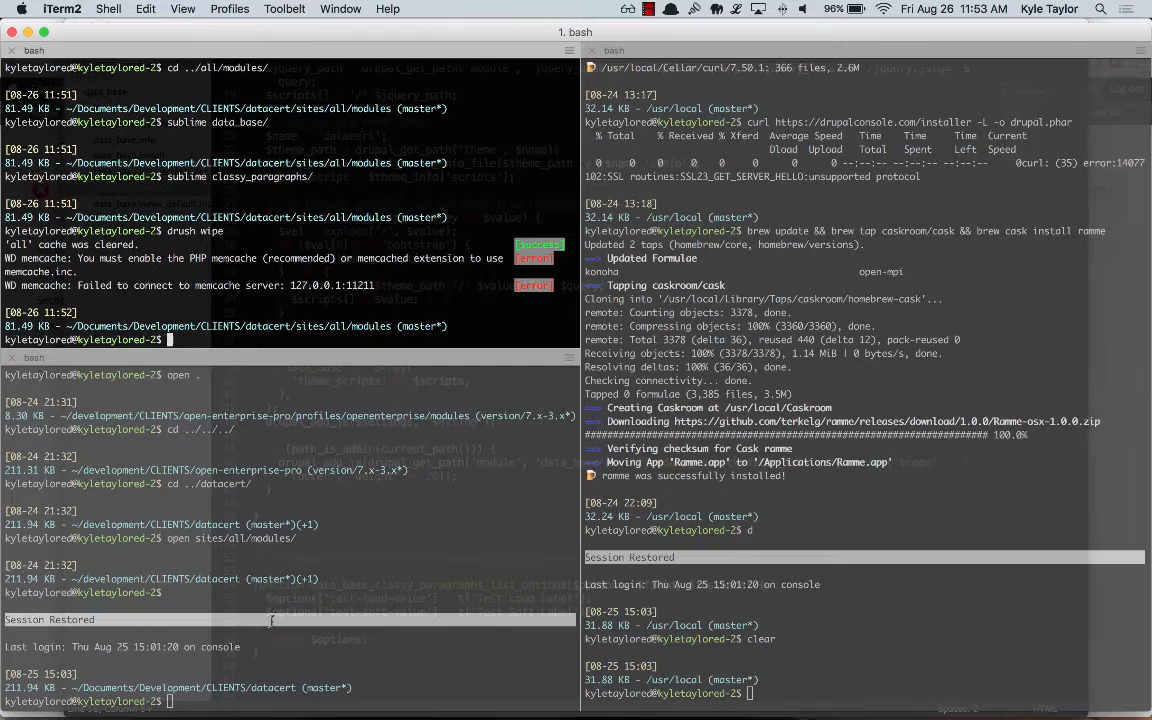 iTerm2 Shell Edit View Profiles Toolbelt Window Help 96% Fri Aug 26 11:53 AM Kyle Taylor
1. bash
bash
kyletaylored@kyletaylored-2$ cd ../all/modules/
[08-26 11:51]
81.49 KB - ~/Documents/Development/CLIENTS/datacert/sites/all/modules (master*)
kyletaylored@kyletaylored-2$ sublime data_base/
[08-26 11:51]
81.49 KB - ~/Documents/Development/CLIENTS/datacert/sites/all/modules (master*)
kyletaylored@kyletaylored-2$ sublime classy_paragraphs/
[08-26 11:51]
81.49 KB - ~/Documents/Development/CLIENTS/datacert/sites/all/modules (master*)
kyletaylored@kyletaylored-2$ drush wipe
'all' cache was cleared. [success]
WD memcache: You must enable the PHP memcache (recommended) or memcached extension to use [error]
memcache.inc.
WD memcache: Failed to connect to memcache server: 127.0.0.1:11211 [error]
[08-26 11:52]
81.49 KB - ~/Documents/Development/CLIENTS/datacert/sites/all/modules (master*)
kyletaylored@kyletaylored-2$
bash
kyletaylored@kyletaylored-2$ open .
[08-24 21:31]
8.30 KB - ~/development/CLIENTS/open-enterprise-pro/profiles/openenterprise/modules (version/7.x-3.x*)
kyletaylored@kyletaylored-2$ cd ../../../
[08-24 21:32]
211.31 KB - ~/development/CLIENTS/open-enterprise-pro (version/7.x-3.x*)
kyletaylored@kyletaylored-2$ cd ../datacert/
[08-24 21:32]
211.94 KB - ~/development/CLIENTS/datacert (master*)(+1)
kyletaylored@kyletaylored-2$ open sites/all/modules/
[08-24 21:32]
211.94 KB - ~/development/CLIENTS/datacert (master*)(+1)
kyletaylored@kyletaylored-2$
Session Restored
Last login: Thu Aug 25 15:01:20 on console
[08-25 15:03]
211.94 KB - ~/Documents/Development/CLIENTS/datacert (master*)
kyletaylored@kyletaylored-2$
bash
/usr/local/Cellar/curl/7.50.1: 366 files, 2.6M
[08-24 13:17]
32.14 KB - /usr/local (master*)
kyletaylored@kyletaylored-2$ curl https://drupalconsole.com/installer -L -o drupal.phar
% Total % Received % Xferd Average Speed Time Time Time Current
Dload Upload Total Spent Left Speed
0 0 0 0 0 0 0 0 --:--:-- --:--:-- --:--:-- 0curl: (35) error:14077
102:SSL routines:SSL23_GET_SERVER_HELLO:unsupported protocol
[08-24 13:18]
32.14 KB - /usr/local (master*)
kyletaylored@kyletaylored-2$ brew update && brew tap caskroom/cask && brew cask install ramme
Updated 2 taps (homebrew/core, homebrew/versions).
==> Updated Formulae
konoha open-mpi
==> Tapping caskroom/cask
Cloning into '/usr/local/Library/Taps/caskroom/homebrew-cask'...
remote: Counting objects: 3378, done.
remote: Compressing objects: 100% (3360/3360), done.
remote: Total 3378 (delta 36), reused 440 (delta 12), pack-reused 0
Receiving objects: 100% (3378/3378), 1.14 MiB | 0 bytes/s, done.
Resolving deltas: 100% (36/36), done.
Checking connectivity... done.
Tapped 0 formulae (3,385 files, 3.5M)
==> Creating Caskroom at /usr/local/Caskroom
==> Downloading https://github.com/terkelg/ramme/releases/download/1.0.0/Ramme-osx-1.0.0.zip
######################################################################## 100.0%
==> Verifying checksum for Cask ramme
==> Moving App 'Ramme.app' to '/Applications/Ramme.app'
ramme was successfully installed!
[08-24 22:09]
32.24 KB - /usr/local (master*)
kyletaylored@kyletaylored-2$ d
Session Restored
Last login: Thu Aug 25 15:01:20 on console
[08-25 15:03]
31.88 KB - /usr/local (master*)
kyletaylored@kyletaylored-2$ clear
[08-25 15:03]
31.88 KB - /usr/local (master*)
kyletaylored@kyletaylored-2$